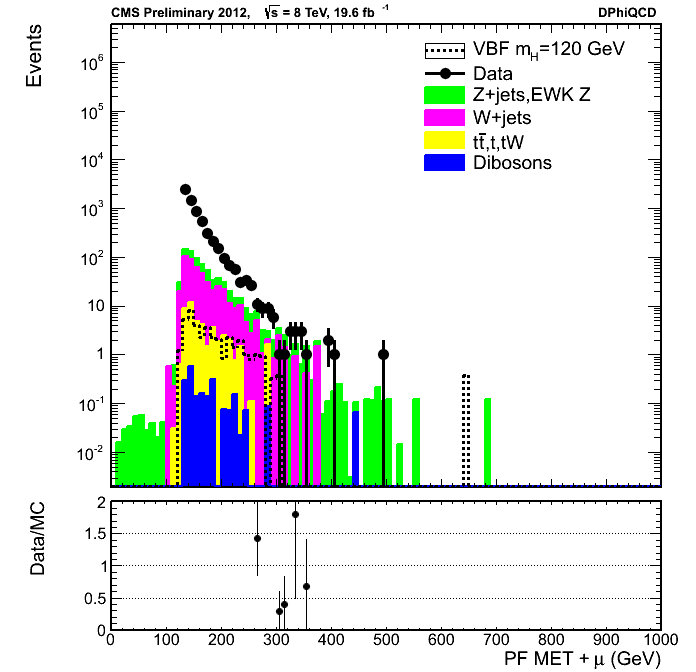 CMS Preliminary 2012, √s = 8 TeV, 19.6 fb⁻¹ DPhiQCD
Events
10⁶
10⁵
10⁴
10³
10²
10
1
10⁻¹
10⁻²
VBF m_H=120 GeV
Data
Z+jets,EWK Z
W+jets
tt̄,t,tW
Dibosons
Data/MC
2
1.5
1
0.5
0
0 100 200 300 400 500 600 700 800 900 1000
PF MET + μ (GeV)